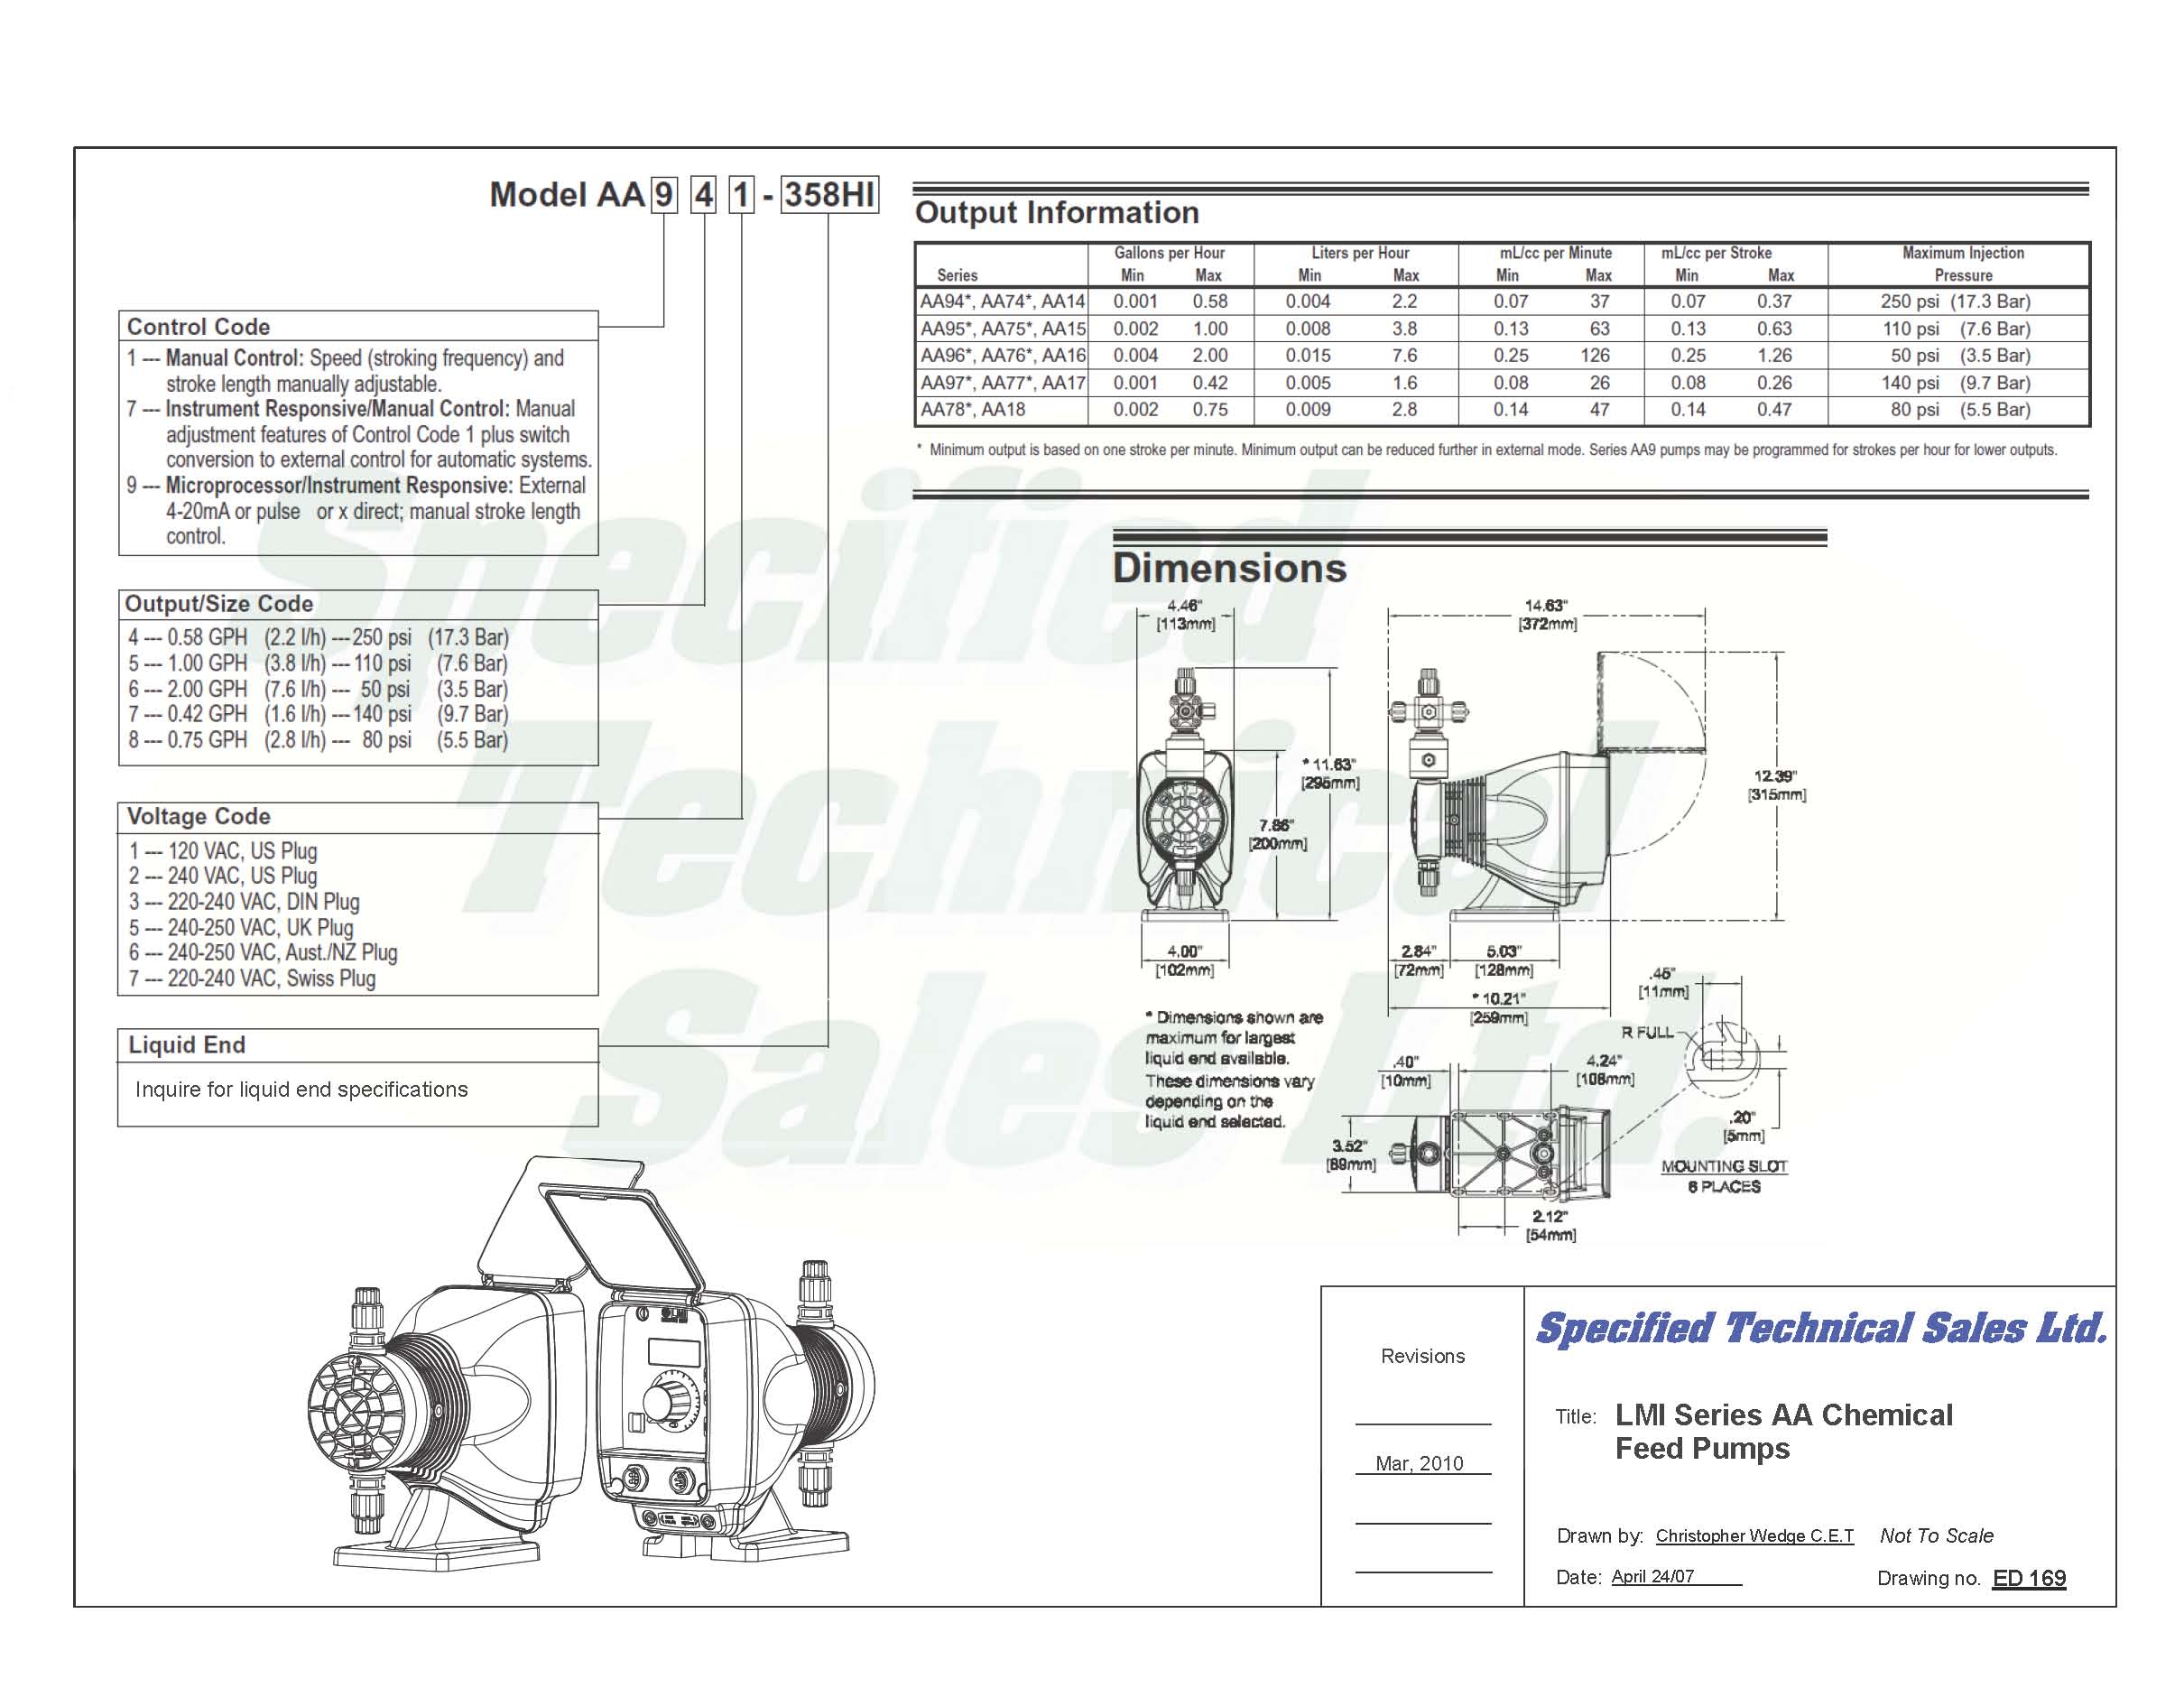 Model AA 9 4 1 - 358HI
Control Code
1 --- Manual Control: Speed (stroking frequency) and
stroke length manually adjustable.
7 --- Instrument Responsive/Manual Control: Manual
adjustment features of Control Code 1 plus switch
conversion to external control for automatic systems.
9 --- Microprocessor/Instrument Responsive: External
4-20mA or pulse or x direct; manual stroke length
control.
Output/Size Code
4 --- 0.58 GPH (2.2 l/h) ---250 psi (17.3 Bar)
5 --- 1.00 GPH (3.8 l/h) ---110 psi (7.6 Bar)
6 --- 2.00 GPH (7.6 l/h) --- 50 psi (3.5 Bar)
7 --- 0.42 GPH (1.6 l/h) ---140 psi (9.7 Bar)
8 --- 0.75 GPH (2.8 l/h) --- 80 psi (5.5 Bar)
Voltage Code
1 --- 120 VAC, US Plug
2 --- 240 VAC, US Plug
3 --- 220-240 VAC, DIN Plug
5 --- 240-250 VAC, UK Plug
6 --- 240-250 VAC, Aust./NZ Plug
7 --- 220-240 VAC, Swiss Plug
Liquid End
Inquire for liquid end specifications
Output Information
Gallons per Hour Liters per Hour mL/cc per Minute mL/cc per Stroke Maximum Injection
Series Min Max Min Max Min Max Min Max Pressure
AA94*, AA74*, AA14 0.001 0.58 0.004 2.2 0.07 37 0.07 0.37 250 psi (17.3 Bar)
AA95*, AA75*, AA15 0.002 1.00 0.008 3.8 0.13 63 0.13 0.63 110 psi (7.6 Bar)
AA96*, AA76*, AA16 0.004 2.00 0.015 7.6 0.25 126 0.25 1.26 50 psi (3.5 Bar)
AA97*, AA77*, AA17 0.001 0.42 0.005 1.6 0.08 26 0.08 0.26 140 psi (9.7 Bar)
AA78*, AA18 0.002 0.75 0.009 2.8 0.14 47 0.14 0.47 80 psi (5.5 Bar)
* Minimum output is based on one stroke per minute. Minimum output can be reduced further in external mode. Series AA9 pumps may be programmed for strokes per hour for lower outputs.
Dimensions
4.46"
[113mm]
14.63"
[372mm]
* 11.63"
[295mm]
7.86"
[200mm]
12.39"
[315mm]
4.00"
[102mm]
2.84"
[72mm]
5.03"
[128mm]
* 10.21"
[259mm]
.45"
[11mm]
R FULL
* Dimensions shown are
maximum for largest
liquid end available.
These dimensions vary
depending on the
liquid end selected.
.40"
[10mm]
4.24"
[108mm]
.20"
[5mm]
3.52"
[89mm]
MOUNTING SLOT
6 PLACES
2.12"
[54mm]
Specified
Technical
Sales Ltd.
LMI
Revisions
Mar, 2010
Specified Technical Sales Ltd.
Title: LMI Series AA Chemical
Feed Pumps
Drawn by: Christopher Wedge C.E.T Not To Scale
Date: April 24/07 Drawing no. ED 169